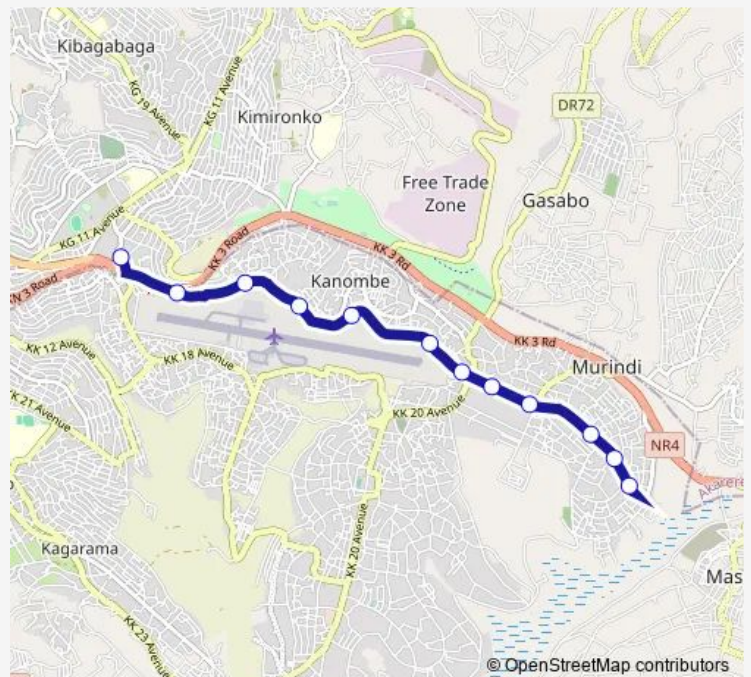 Kibagabaga
KG 19 Avenue
KG 11 Avenue
Kimironko
DR72
Free Trade
Zone
Gasabo
KG 11 Avenue
KK 3 Road
KK 3 Rd
Kanombe
KK 12 Avenue
KK 18 Avenue
KK 3 Rd
Murindi
KK 21 Avenue
KK 20 Avenue
NR4
KK 20 Avenue
Kagarama
KK 23 Avenue
Mas
© OpenStreetMap contributors